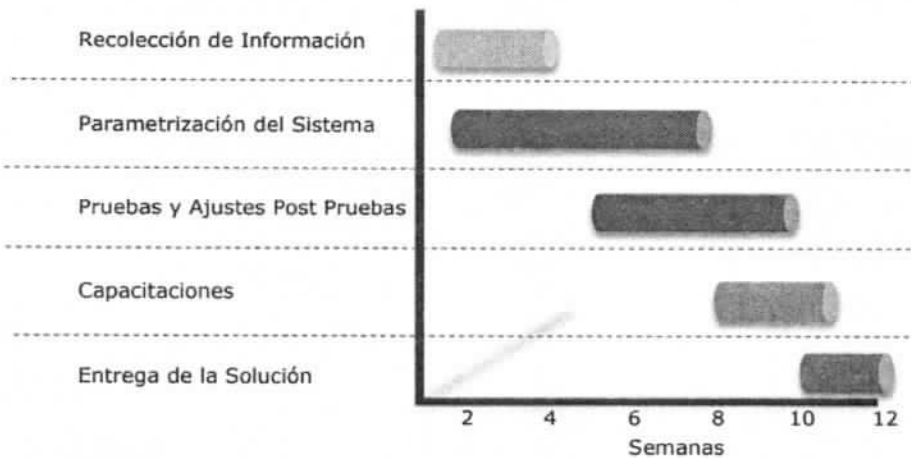 Recolección de Información
Parametrización del Sistema
Pruebas y Ajustes Post Pruebas
Capacitaciones
Entrega de la Solución
2 4 6 8 10 12
Semanas